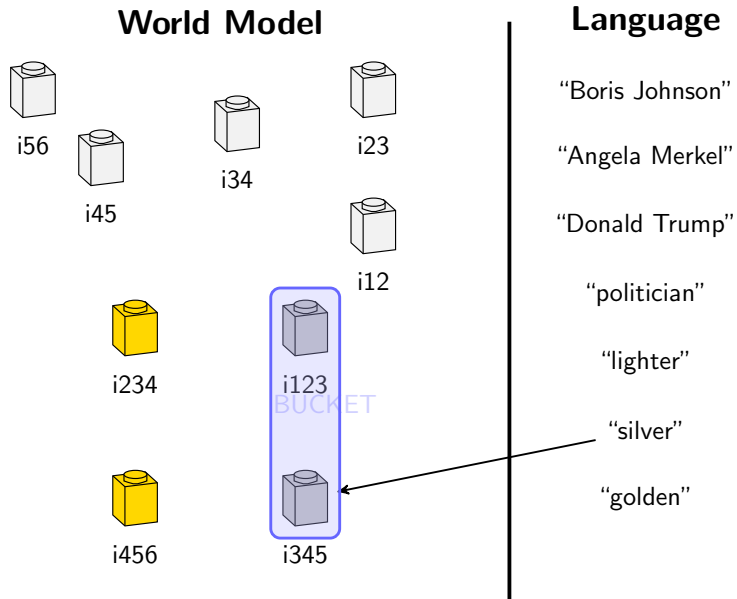 World Model
Language
“Boris Johnson”
i56
i23
“Angela Merkel”
i34
i45
“Donald Trump”
i12
“politician”
“lighter”
i234
i123
BUCKET
“silver”
“golden”
i456
i345